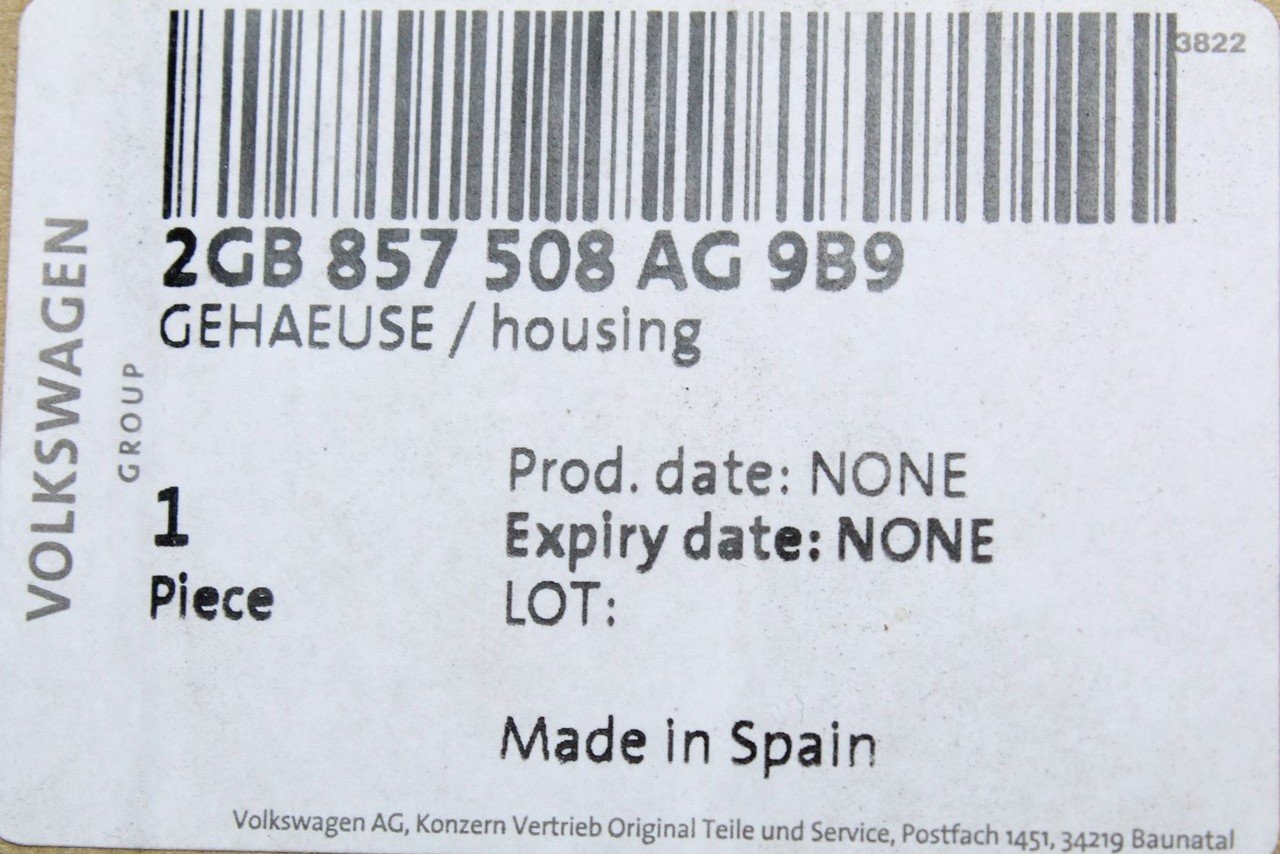 3822
2GB 857 508 AG 9B9
GEHAEUSE / housing
VOLKSWAGEN
GROUP
Prod. date: NONE
Expiry date: NONE
LOT:
1
Piece
Made in Spain
Volkswagen AG, Konzern Vertrieb Original Teile und Service, Postfach 1451, 34219 Baunatal